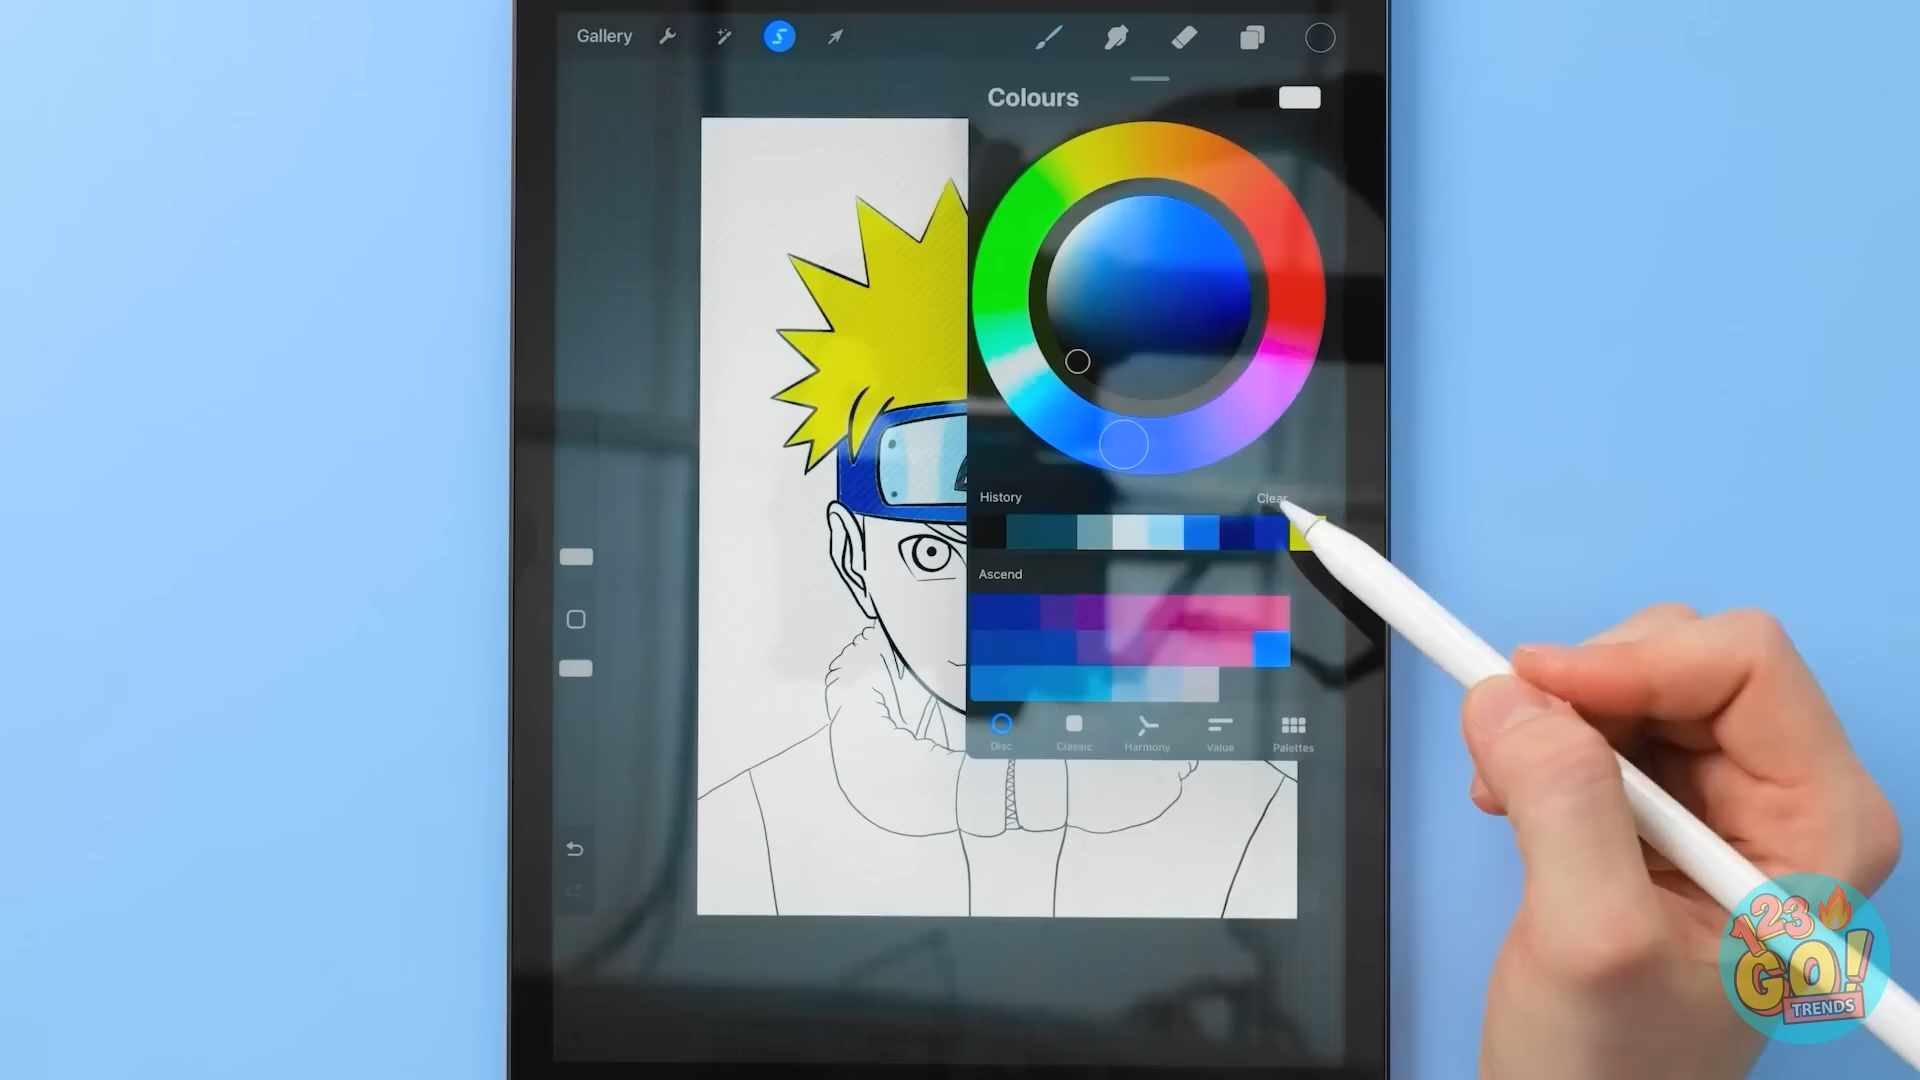 Gallery
Colours
History
Clear
Ascend
Disc
Classic
Harmony
Value
Palettes
123
GO!
TRENDS